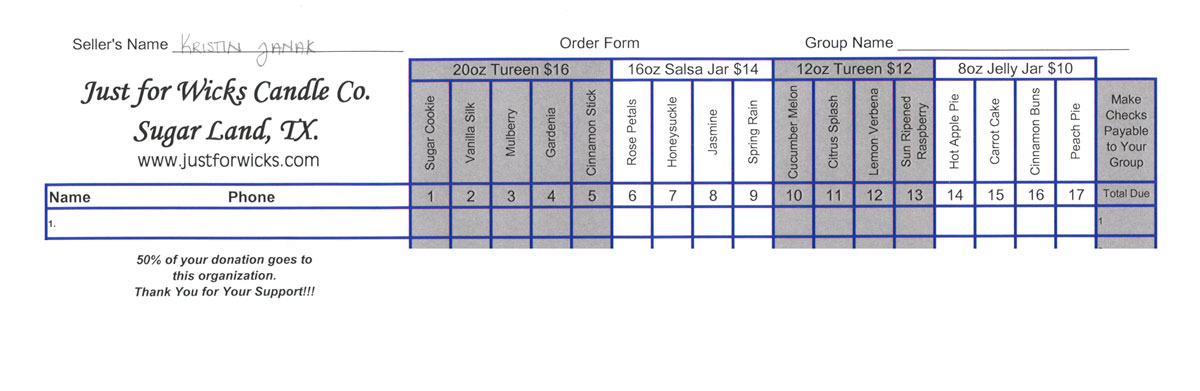 Seller's Name KRISTIN JANAK Order Form Group Name
20oz Tureen $16 16oz Salsa Jar $14 12oz Tureen $12 8oz Jelly Jar $10
Just for Wicks Candle Co.
Sugar Land, TX.
www.justforwicks.com
Sugar Cookie
Vanilla Silk
Mulberry
Gardenia
Cinnamon Stick
Rose Petals
Honeysuckle
Jasmine
Spring Rain
Cucumber Melon
Citrus Splash
Lemon Verbena
Sun Ripened
Raspberry
Hot Apple Pie
Carrot Cake
Cinnamon Buns
Peach Pie
Make
Checks
Payable
to Your
Group
Name Phone 1 2 3 4 5 6 7 8 9 10 11 12 13 14 15 16 17 Total Due
1. 1
50% of your donation goes to
this organization.
Thank You for Your Support!!!